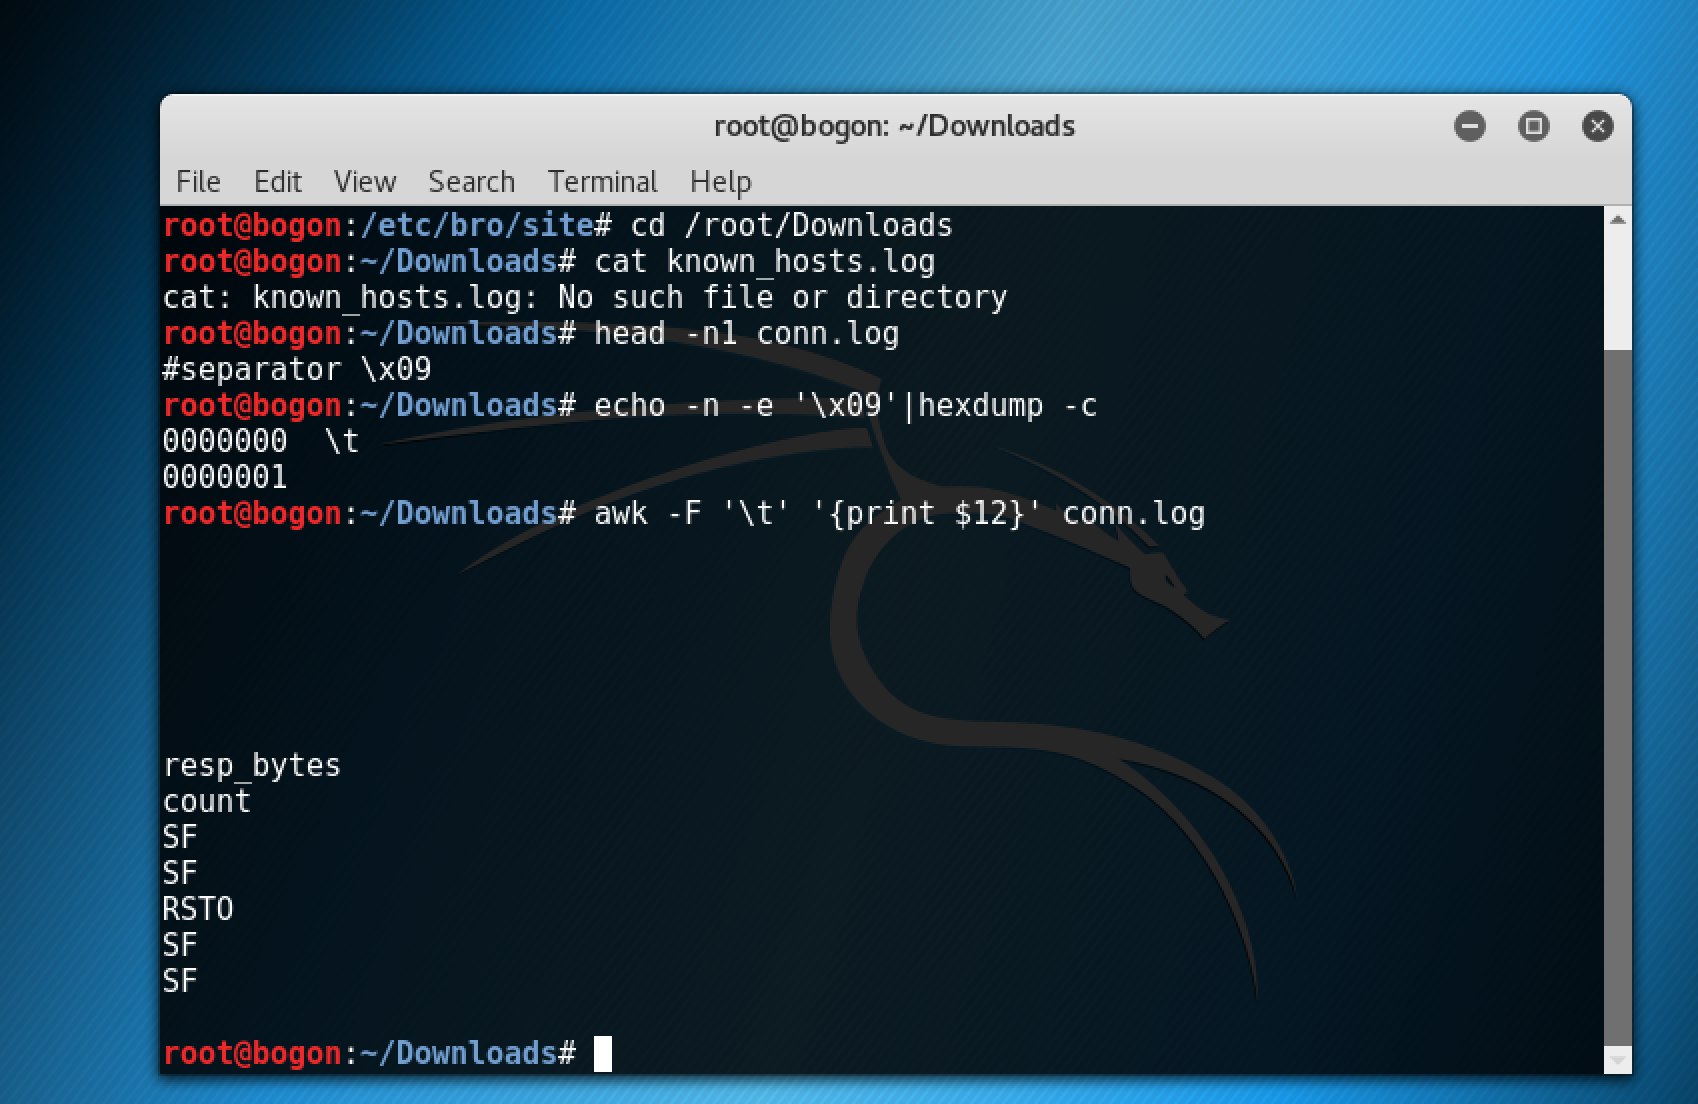 root@bogon: ~/Downloads
File Edit View Search Terminal Help
root@bogon:/etc/bro/site# cd /root/Downloads
root@bogon:~/Downloads# cat known_hosts.log
cat: known_hosts.log: No such file or directory
root@bogon:~/Downloads# head -n1 conn.log
#separator \x09
root@bogon:~/Downloads# echo -n -e '\x09'|hexdump -c
0000000  \t
0000001
root@bogon:~/Downloads# awk -F '\t' '{print $12}' conn.log
resp_bytes
count
SF
SF
RSTO
SF
SF
root@bogon:~/Downloads#